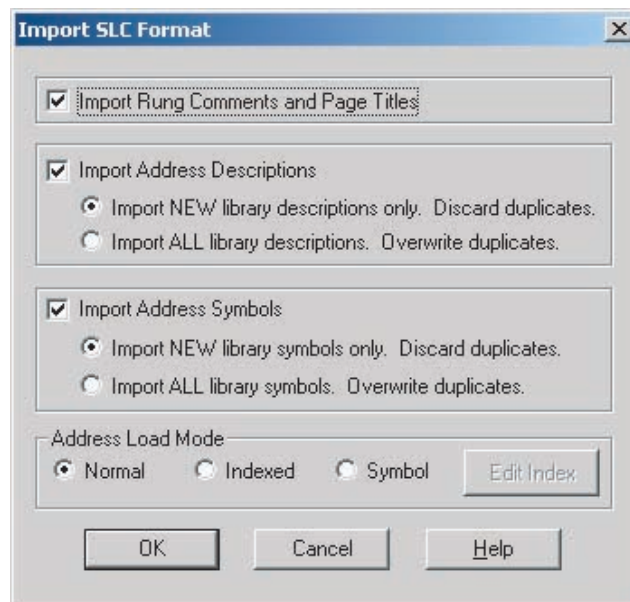 Import SLC Format
Import Rung Comments and Page Titles
Import Address Descriptions
Import NEW library descriptions only. Discard duplicates.
Import ALL library descriptions. Overwrite duplicates.
Import Address Symbols
Import NEW library symbols only. Discard duplicates.
Import ALL library symbols. Overwrite duplicates.
Address Load Mode
Normal Indexed Symbol Edit Index
OK Cancel Help